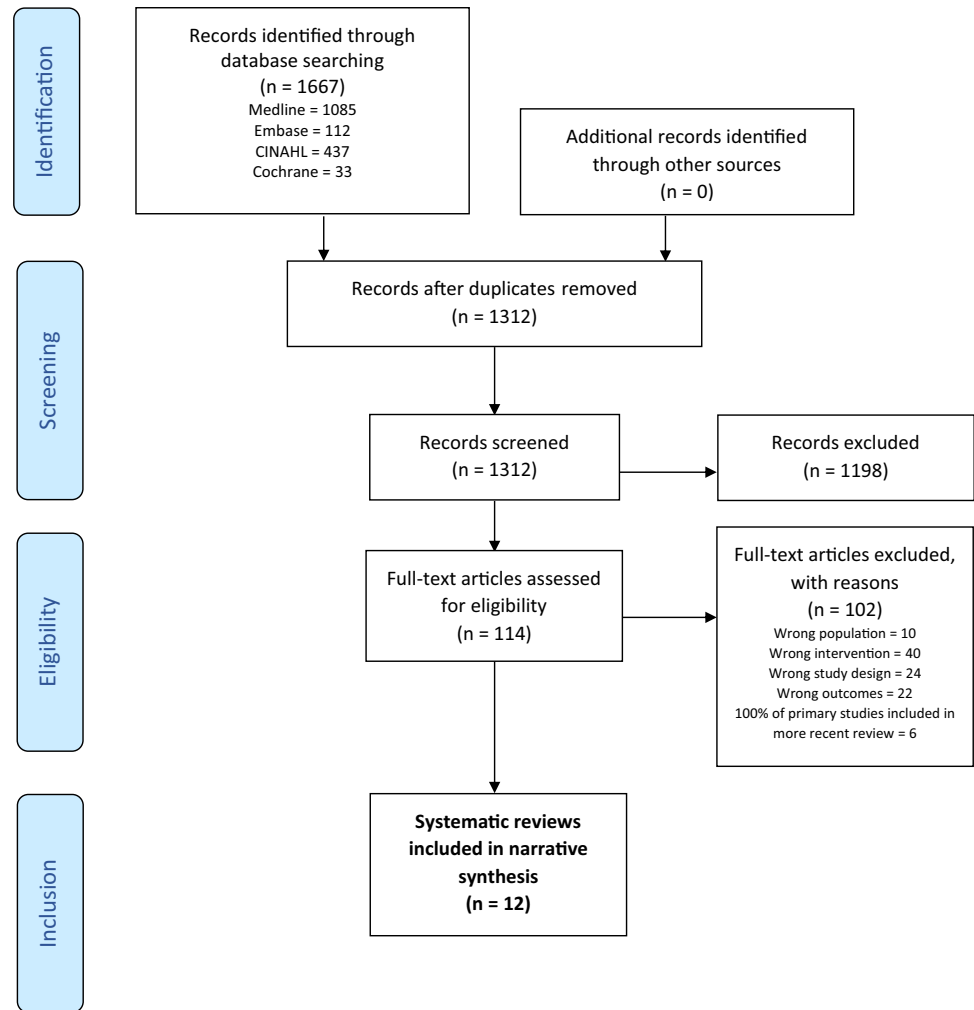 Identification
Records identified through
database searching
(n = 1667)
Medline = 1085
Embase = 112
CINAHL = 437
Cochrane = 33
Additional records identified
through other sources
(n = 0)
Screening
Records after duplicates removed
(n = 1312)
Records screened
(n = 1312)
Records excluded
(n = 1198)
Eligibility
Full-text articles assessed
for eligibility
(n = 114)
Full-text articles excluded,
with reasons
(n = 102)
Wrong population = 10
Wrong intervention = 40
Wrong study design = 24
Wrong outcomes = 22
100% of primary studies included in
more recent review = 6
Inclusion
Systematic reviews
included in narrative
synthesis
(n = 12)